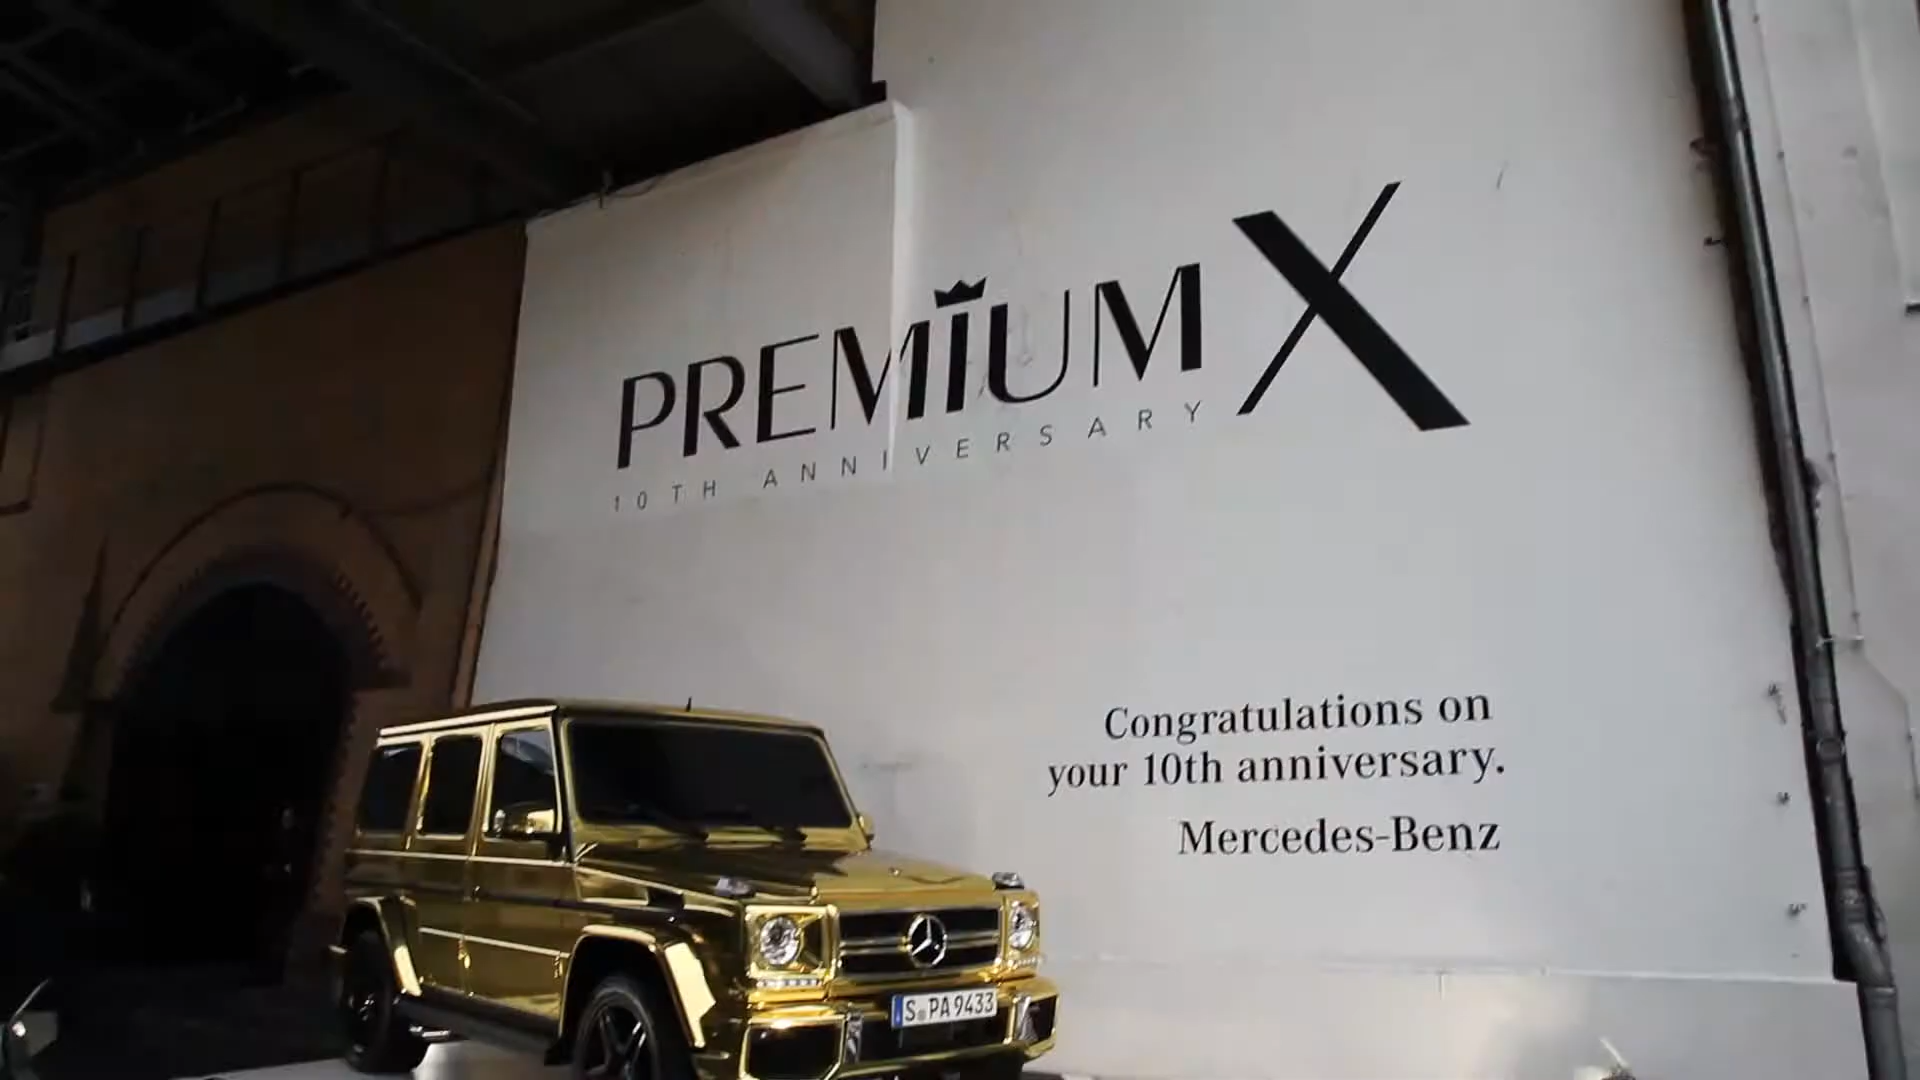 PREMIUM X
10TH ANNIVERSARY
Congratulations on
your 10th anniversary.
Mercedes-Benz
S PA 9433